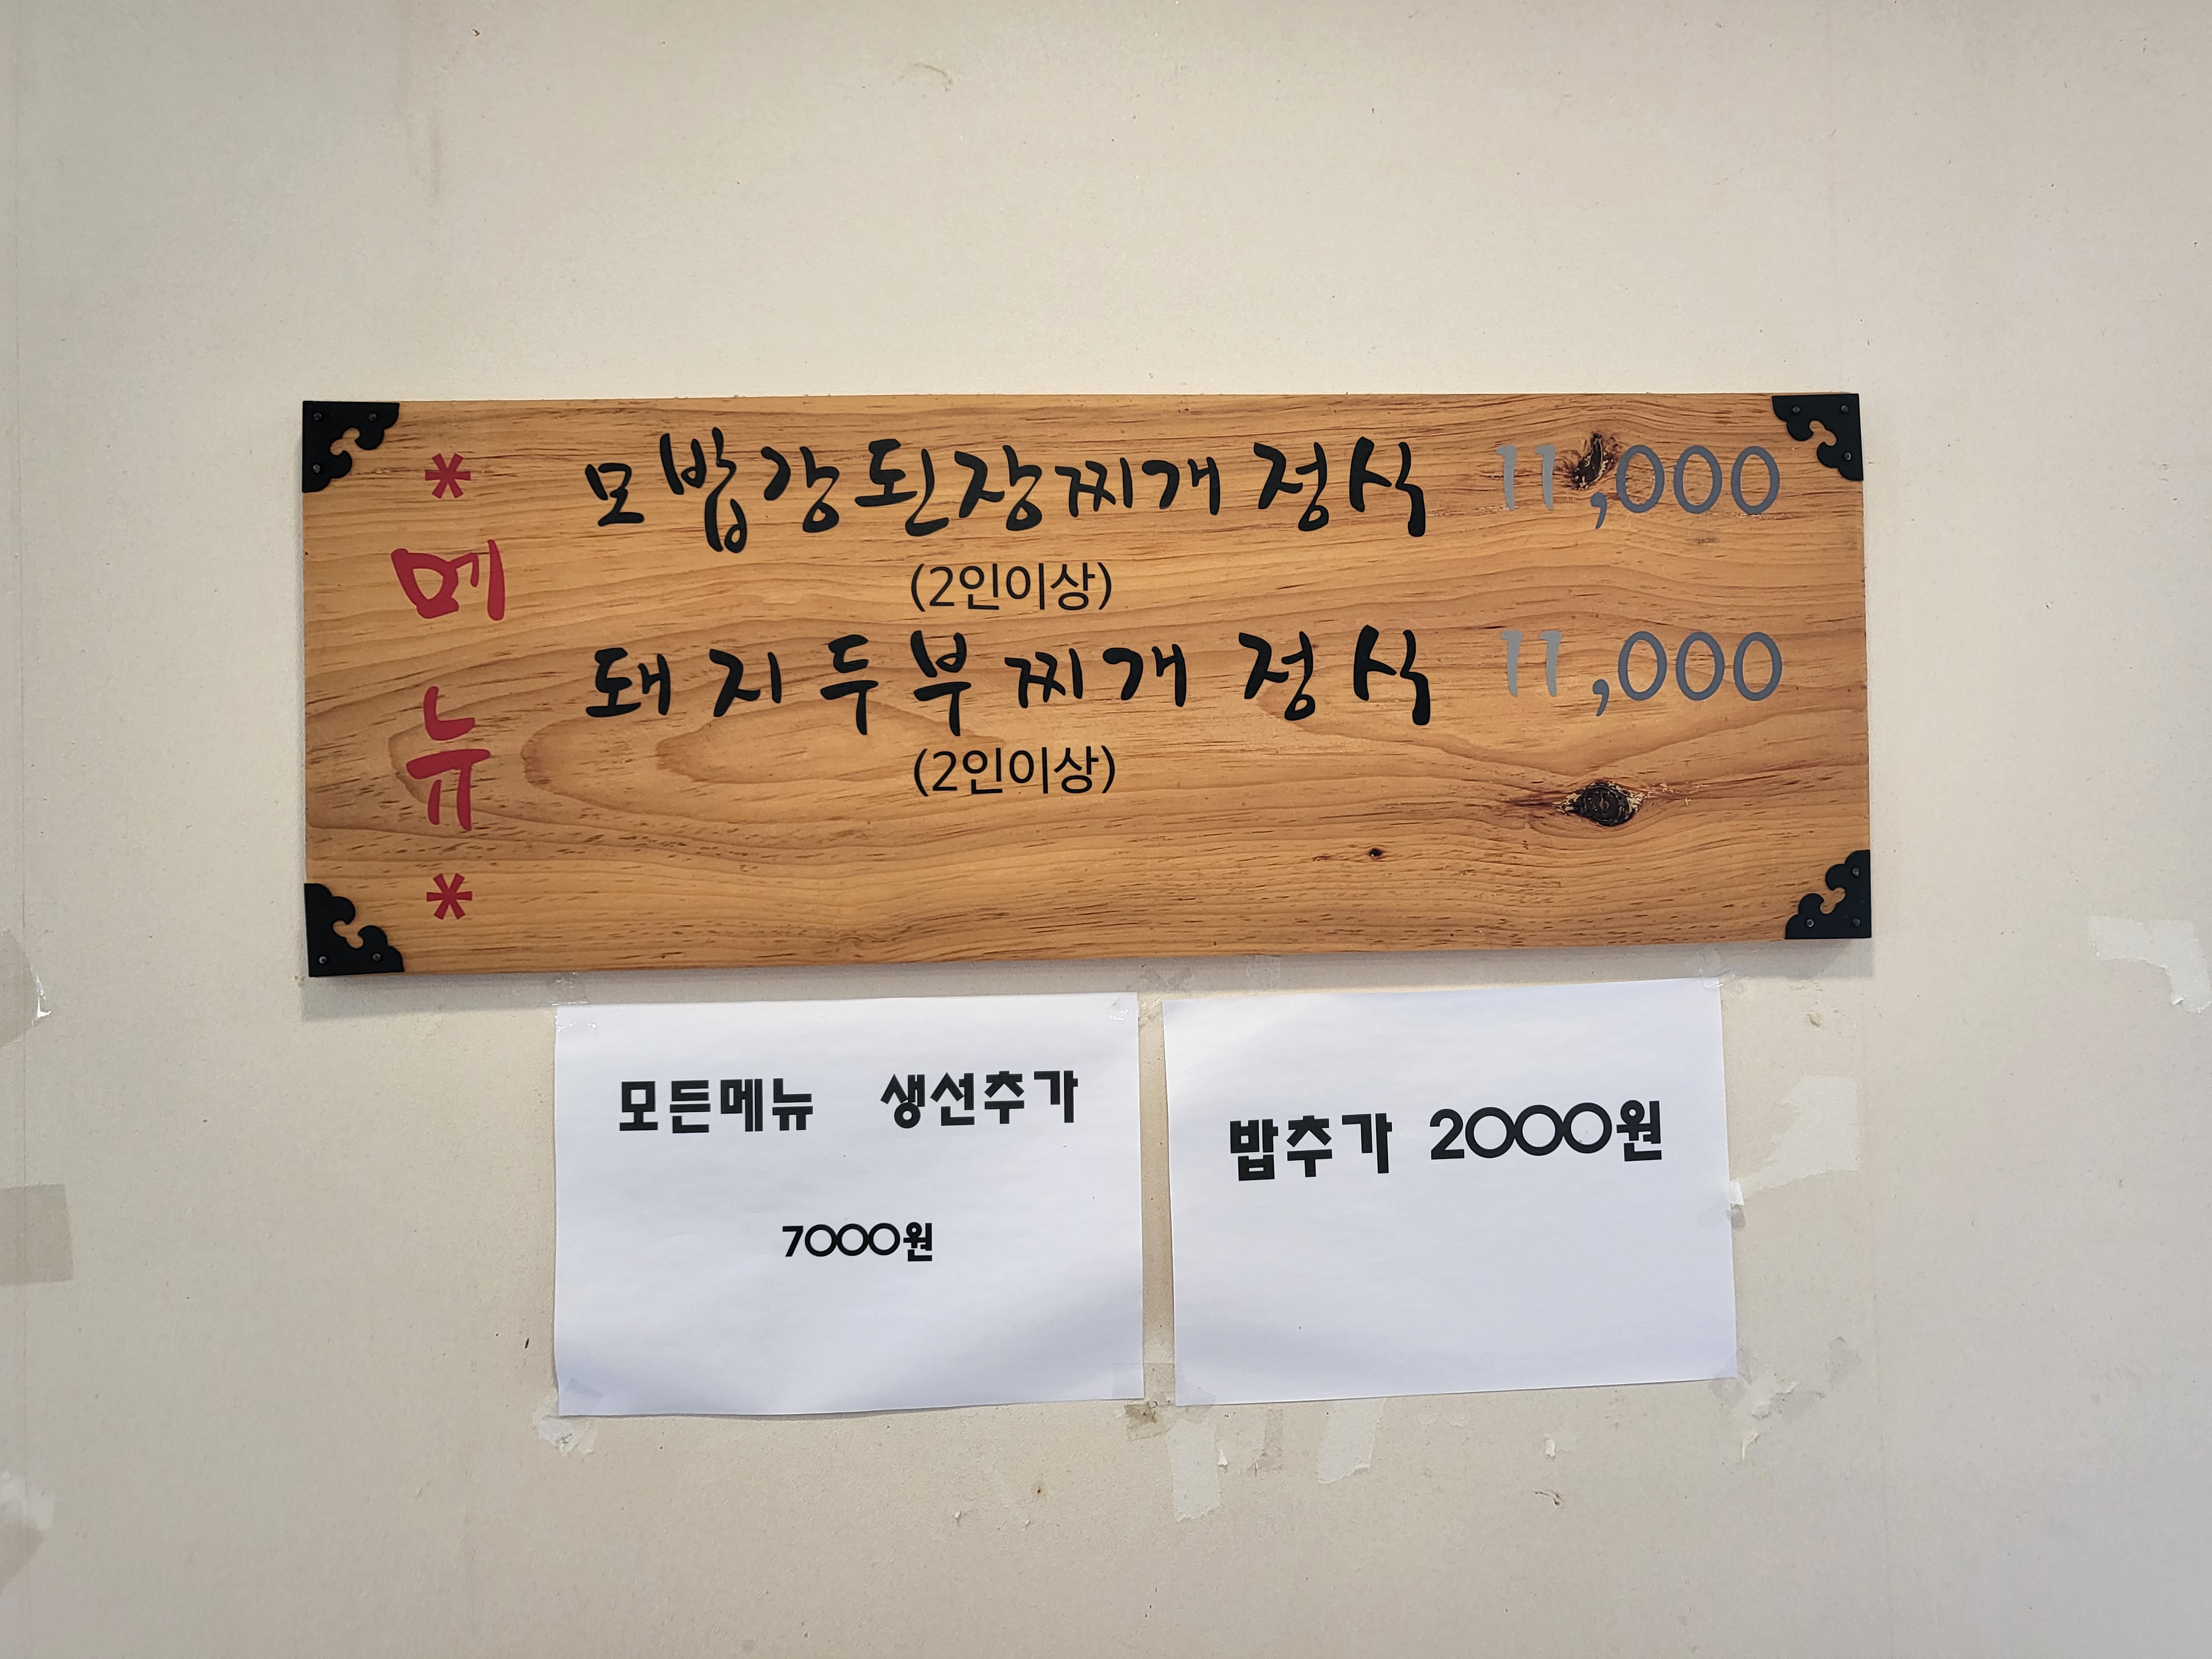 *메뉴*
모밥강된장찌개 정식 11,000
(2인이상)
돼지두부찌개 정식 11,000
(2인이상)
모든메뉴 생선추가
7000원
밥추가 2000원